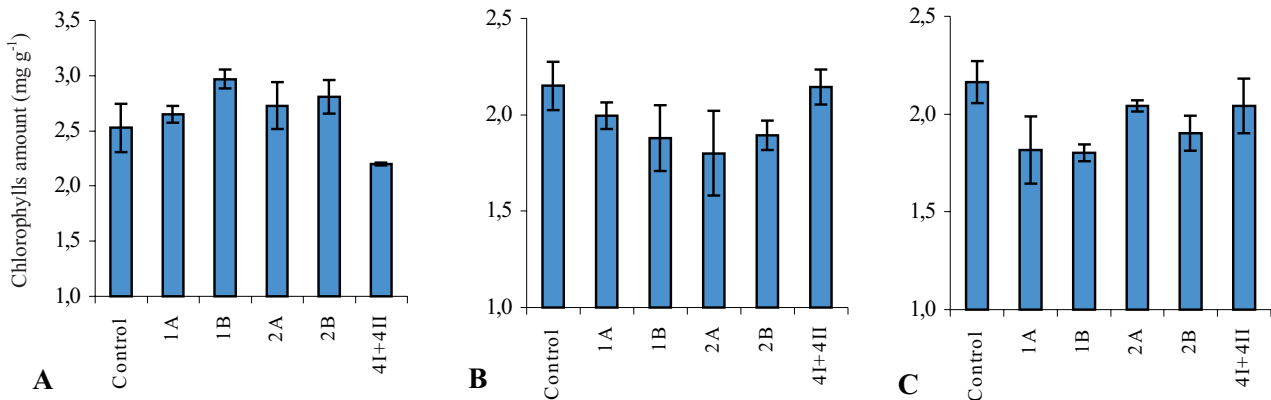 Chlorophylls amount (mg g-1)
3,5
3,0
2,5
2,0
1,5
1,0
Control
1A
1B
2A
2B
4I+4II
A
2,5
2,0
1,5
1,0
Control
1A
1B
2A
2B
4I+4II
B
2,5
2,0
1,5
1,0
Control
1A
1B
2A
2B
4I+4II
C